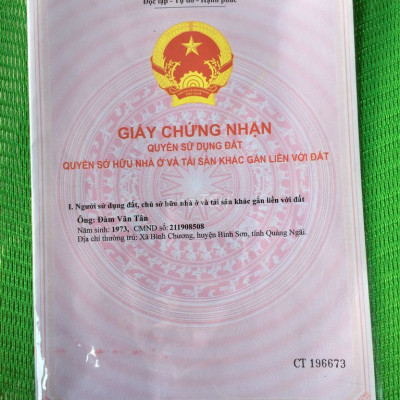 Độc lập - Tự do - Hạnh phúc
GIẤY CHỨNG NHẬN
QUYỀN SỬ DỤNG ĐẤT
QUYỀN SỞ HỮU NHÀ Ở VÀ TÀI SẢN KHÁC GẮN LIỀN VỚI ĐẤT
I. Người sử dụng đất, chủ sở hữu nhà ở và tài sản khác gắn liền với đất
Ông: Đàm Văn Tân
Năm sinh: 1973, CMND số: 211908508
Địa chỉ thường trú: Xã Bình Chương, huyện Bình Sơn, tỉnh Quảng Ngãi.
CT 196673